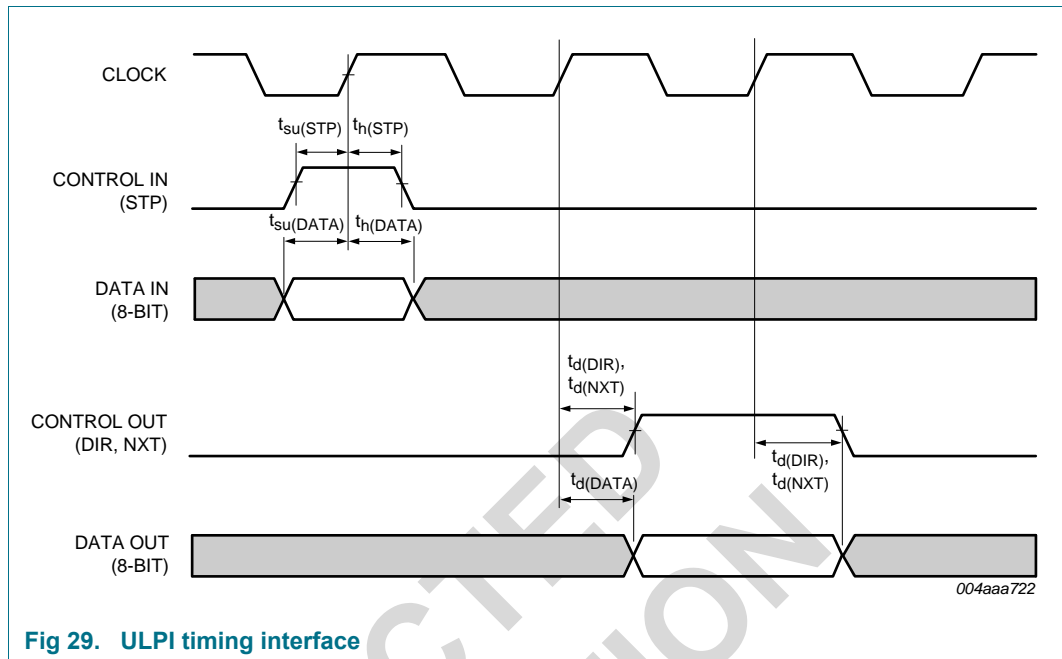 CLOCK
tsu(STP) th(STP)
CONTROL IN
(STP)
tsu(DATA) th(DATA)
DATA IN
(8-BIT)
td(DIR),
td(NXT)
CONTROL OUT
(DIR, NXT)
td(DIR),
td(NXT)
td(DATA)
DATA OUT
(8-BIT)
004aaa722
Fig 29. ULPI timing interface